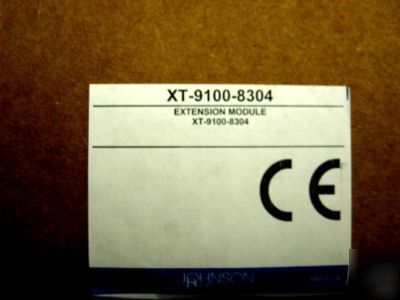 XT-9100-8304
EXTENSION MODULE
XT-9100-8304
CE
JOHNSON